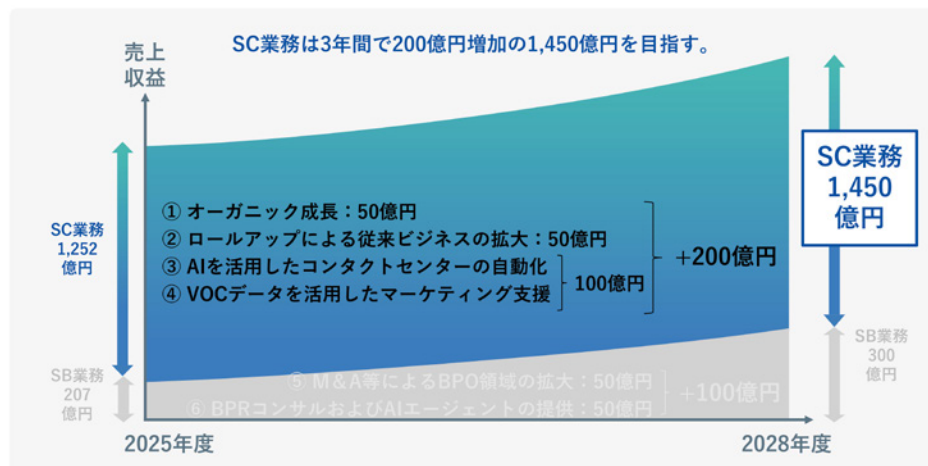 SC業務は3年間で200億円増加の1,450億円を目指す。
売上
収益
SC業務
1,252
億円
SB業務
207
億円
① オーガニック成長：50億円
② ロールアップによる従来ビジネスの拡大：50億円
③ AIを活用したコンタクトセンターの自動化
④ VOCデータを活用したマーケティング支援
100億円
+200億円
⑤ M&A等によるBPO領域の拡大：50億円
⑥ BPRコンサルおよびAIエージェントの提供：50億円
+100億円
SC業務
1,450
億円
SB業務
300
億円
2025年度
2028年度